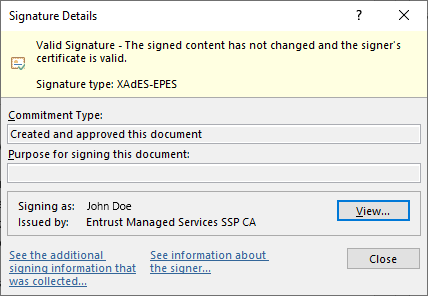 Signature Details
?
Valid Signature - The signed content has not changed and the signer's
certificate is valid.
Signature type: XAdES-EPES
Commitment Type:
Created and approved this document
Purpose for signing this document:
Signing as: John Doe
View...
Issued by: Entrust Managed Services SSP CA
See the additional
signing information that
was collected...
See information about
the signer...
Close